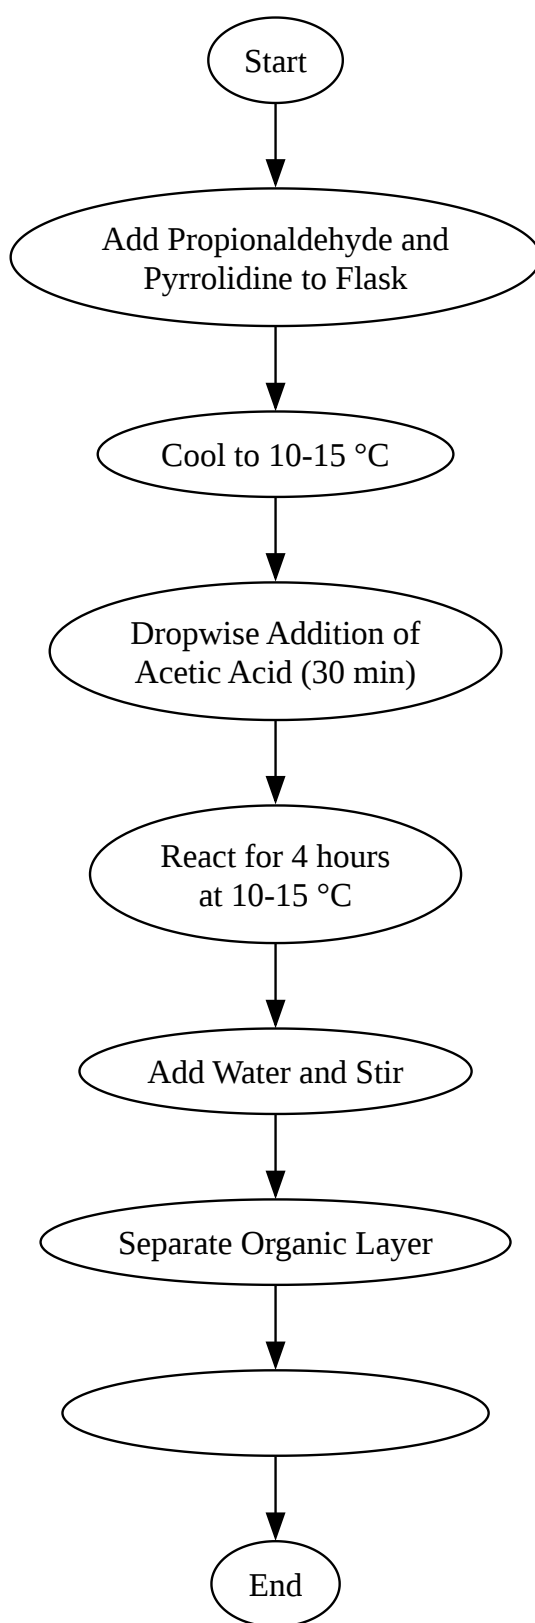 Start
Add Propionaldehyde and
Pyrrolidine to Flask
Cool to 10-15 °C
Dropwise Addition of
Acetic Acid (30 min)
React for 4 hours
at 10-15 °C
Add Water and Stir
Separate Organic Layer
End